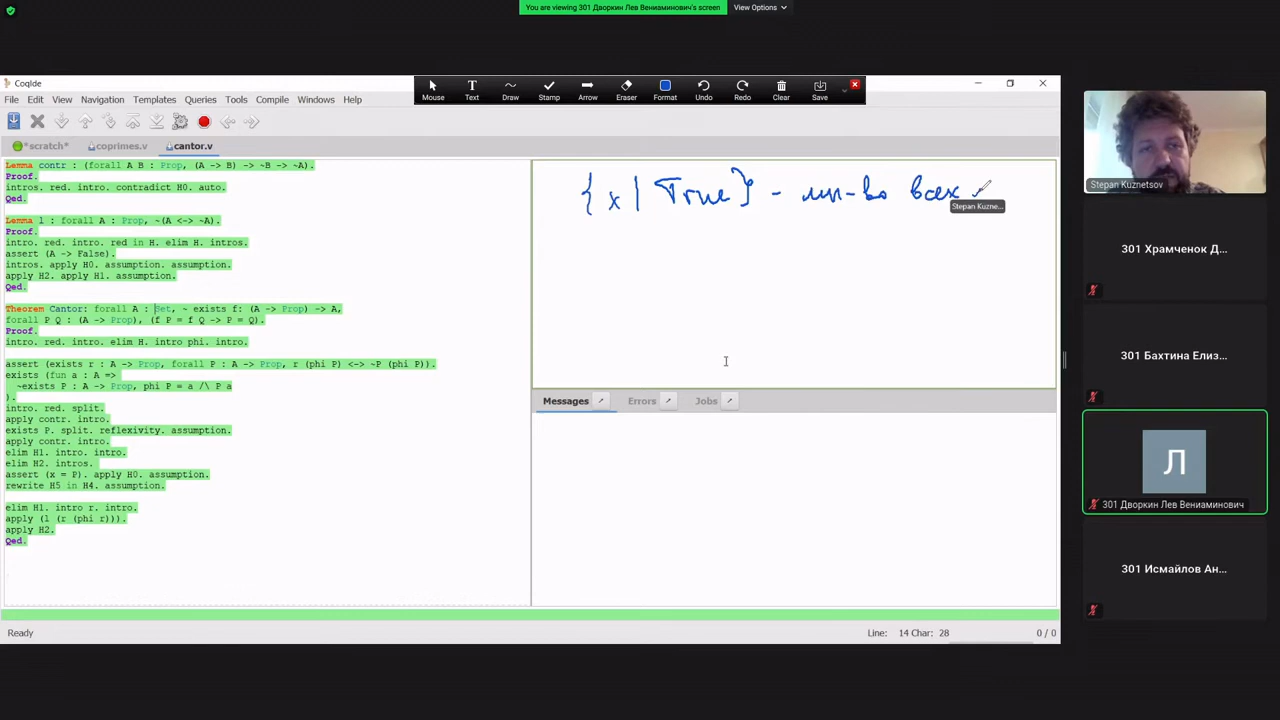 You are viewing 301 Дворкин Лев Вениаминович's screen
View Options
CoqIde
File Edit View Navigation Templates Queries Tools Compile Windows Help
Mouse Text Draw Stamp Arrow Eraser Format Undo Redo Clear Save
*scratch* coprimes.v cantor.v
Lemma contr : (forall A B : Prop, (A -> B) -> ~B -> ~A).
Proof.
intros. red. intro. contradict H0. auto.
Qed.
Lemma l : forall A : Prop, ~(A <-> ~A).
Proof.
intro. red. intro. red in H. elim H. intros.
assert (A -> False).
intros. apply H0. assumption. assumption.
apply H2. apply H1. assumption.
Qed.
Theorem Cantor: forall A : Set, ~ exists f: (A -> Prop) -> A,
forall P Q : (A -> Prop), (f P = f Q -> P = Q).
Proof.
intro. red. intro. elim H. intro phi. intro.
assert (exists r : A -> Prop, forall P : A -> Prop, r (phi P) <-> ~P (phi P)).
exists (fun a : A =>
~exists P : A -> Prop, phi P = a /\ P a
).
intro. red. split.
apply contr. intro.
exists P. split. reflexivity. assumption.
apply contr. intro.
elim H1. intro. intro.
elim H2. intros.
assert (x = P). apply H0. assumption.
rewrite H5 in H4. assumption.
elim H1. intro r. intro.
apply (l (r (phi r))).
apply H2.
Qed.
{x | True} - мн-во всех
Stepan Kuzne...
Messages Errors Jobs
Ready
Line: 14 Char: 28 0 / 0
Stepan Kuznetsov
301 Храмченок Д...
301 Бахтина Елиз...
Л
301 Дворкин Лев Вениаминович
301 Исмайлов Ан...